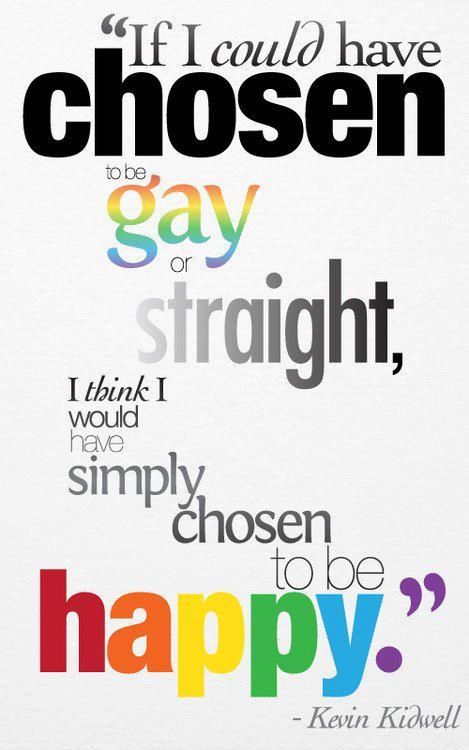 “If I could have
chosen
to be
gay
or
straight,
I think I
would
have
simply
chosen
to be
happy.”
- Kevin Kidwell